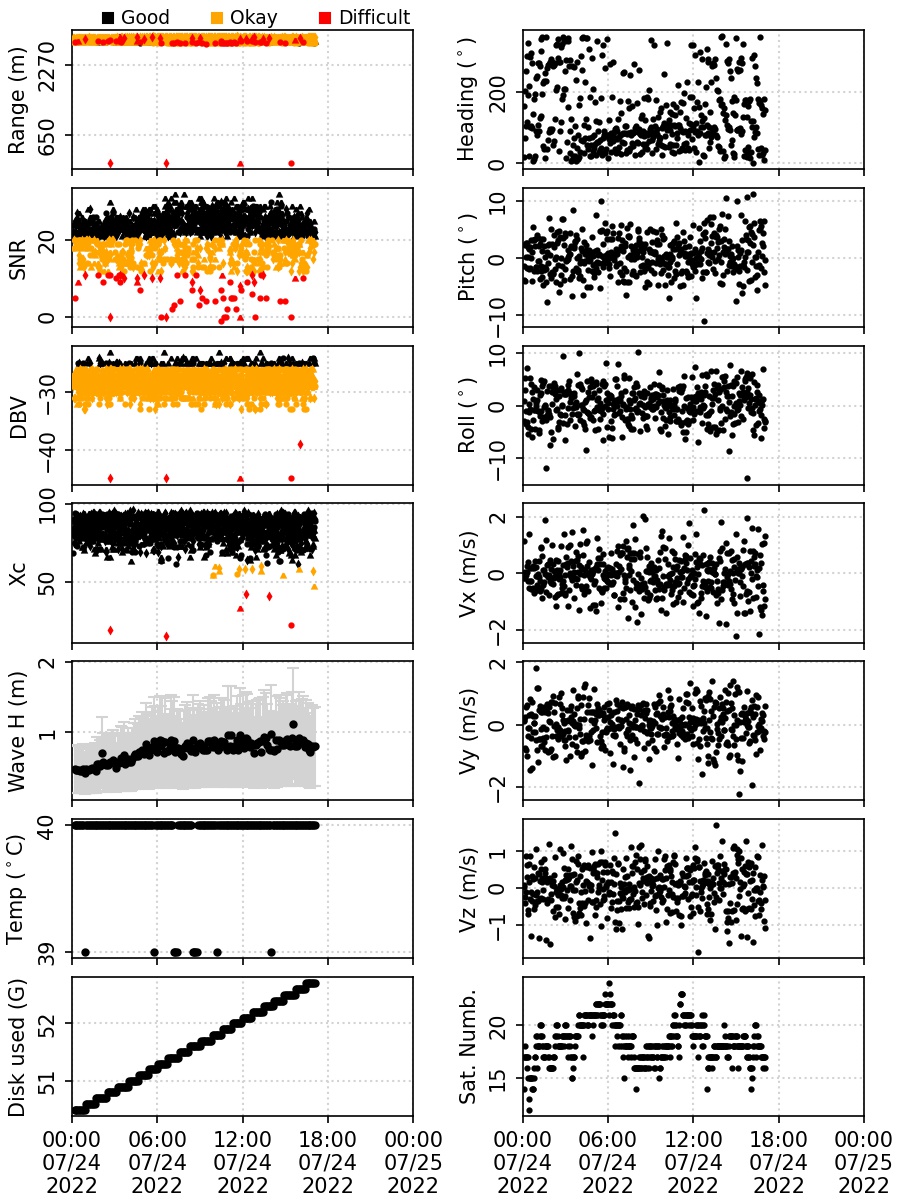 Good Okay Difficult
Range (m)
2270
650
Heading (°)
200
0
SNR
20
0
Pitch (°)
10
0
−10
DBV
−30
−40
Roll (°)
10
0
−10
Xc
100
50
Vx (m/s)
2
0
−2
Wave H (m)
2
1
Vy (m/s)
2
0
−2
Temp (°C)
40
39
Vz (m/s)
1
0
−1
Disk used (G)
52
51
Sat. Numb.
20
15
00:00 06:00 12:00 18:00 00:00
07/24 07/24 07/24 07/24 07/25
2022 2022 2022 2022 2022
00:00 06:00 12:00 18:00 00:00
07/24 07/24 07/24 07/24 07/25
2022 2022 2022 2022 2022